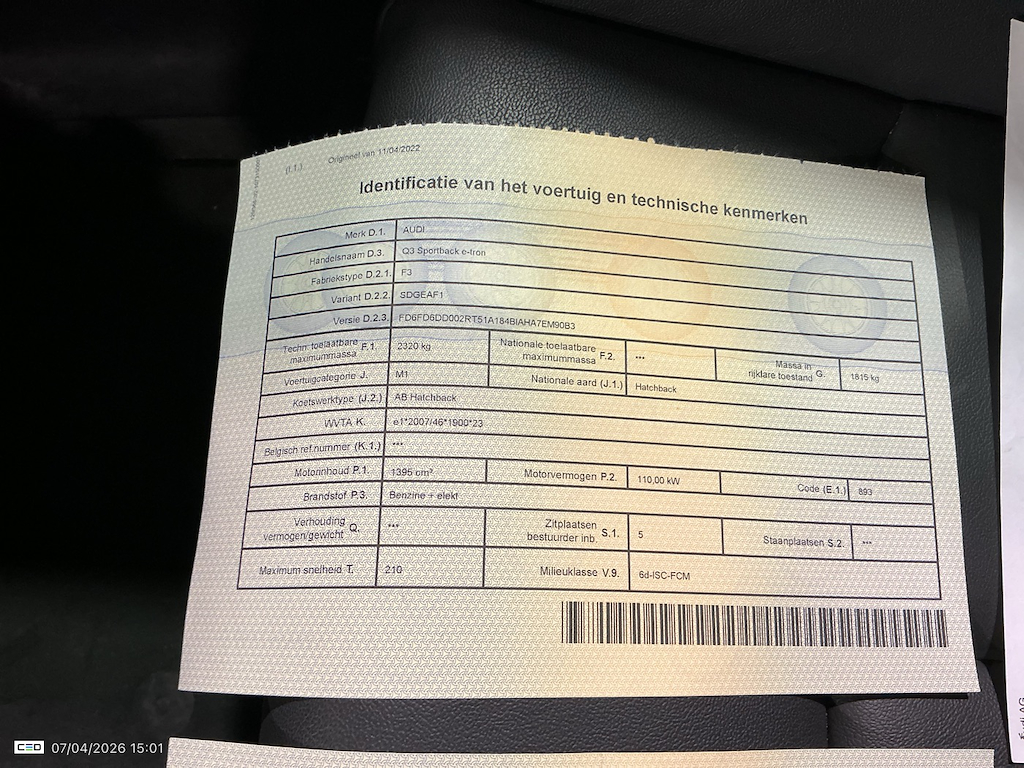 (I.1.) Origineel van 11/04/2022
Identificatie van het voertuig en technische kenmerken
Merk D.1. AUDI
Handelsnaam D.3. Q3 Sportback e-tron
Fabriekstype D.2.1. F3
Variant D.2.2. SDGEAF1
Versie D.2.3. FD6FD6DD002RT51A184BIAHA7EM90B3
Techn. toelaatbare maximummassa F.1. 2320 kg Nationale toelaatbare maximummassa F.2. *** Massa in rijklare toestand G. 1815 kg
Voertuigcategorie J. M1 Nationale aard (J.1.) Hatchback
Koetswerktype (J.2.) AB Hatchback
WVTA K. e1*2007/46*1900*23
Belgisch ref.nummer (K.1.) ***
Motorinhoud P.1. 1395 cm³ Motorvermogen P.2. 110,00 kW Code (E.1.) 893
Brandstof P.3. Benzine + elekt
Verhouding vermogen/gewicht Q. *** Zitplaatsen bestuurder inb. S.1. 5 Staanplaatsen S.2. ***
Maximum snelheid T. 210 Milieuklasse V.9. 6d-ISC-FCM
CEO 07/04/2026 15:01